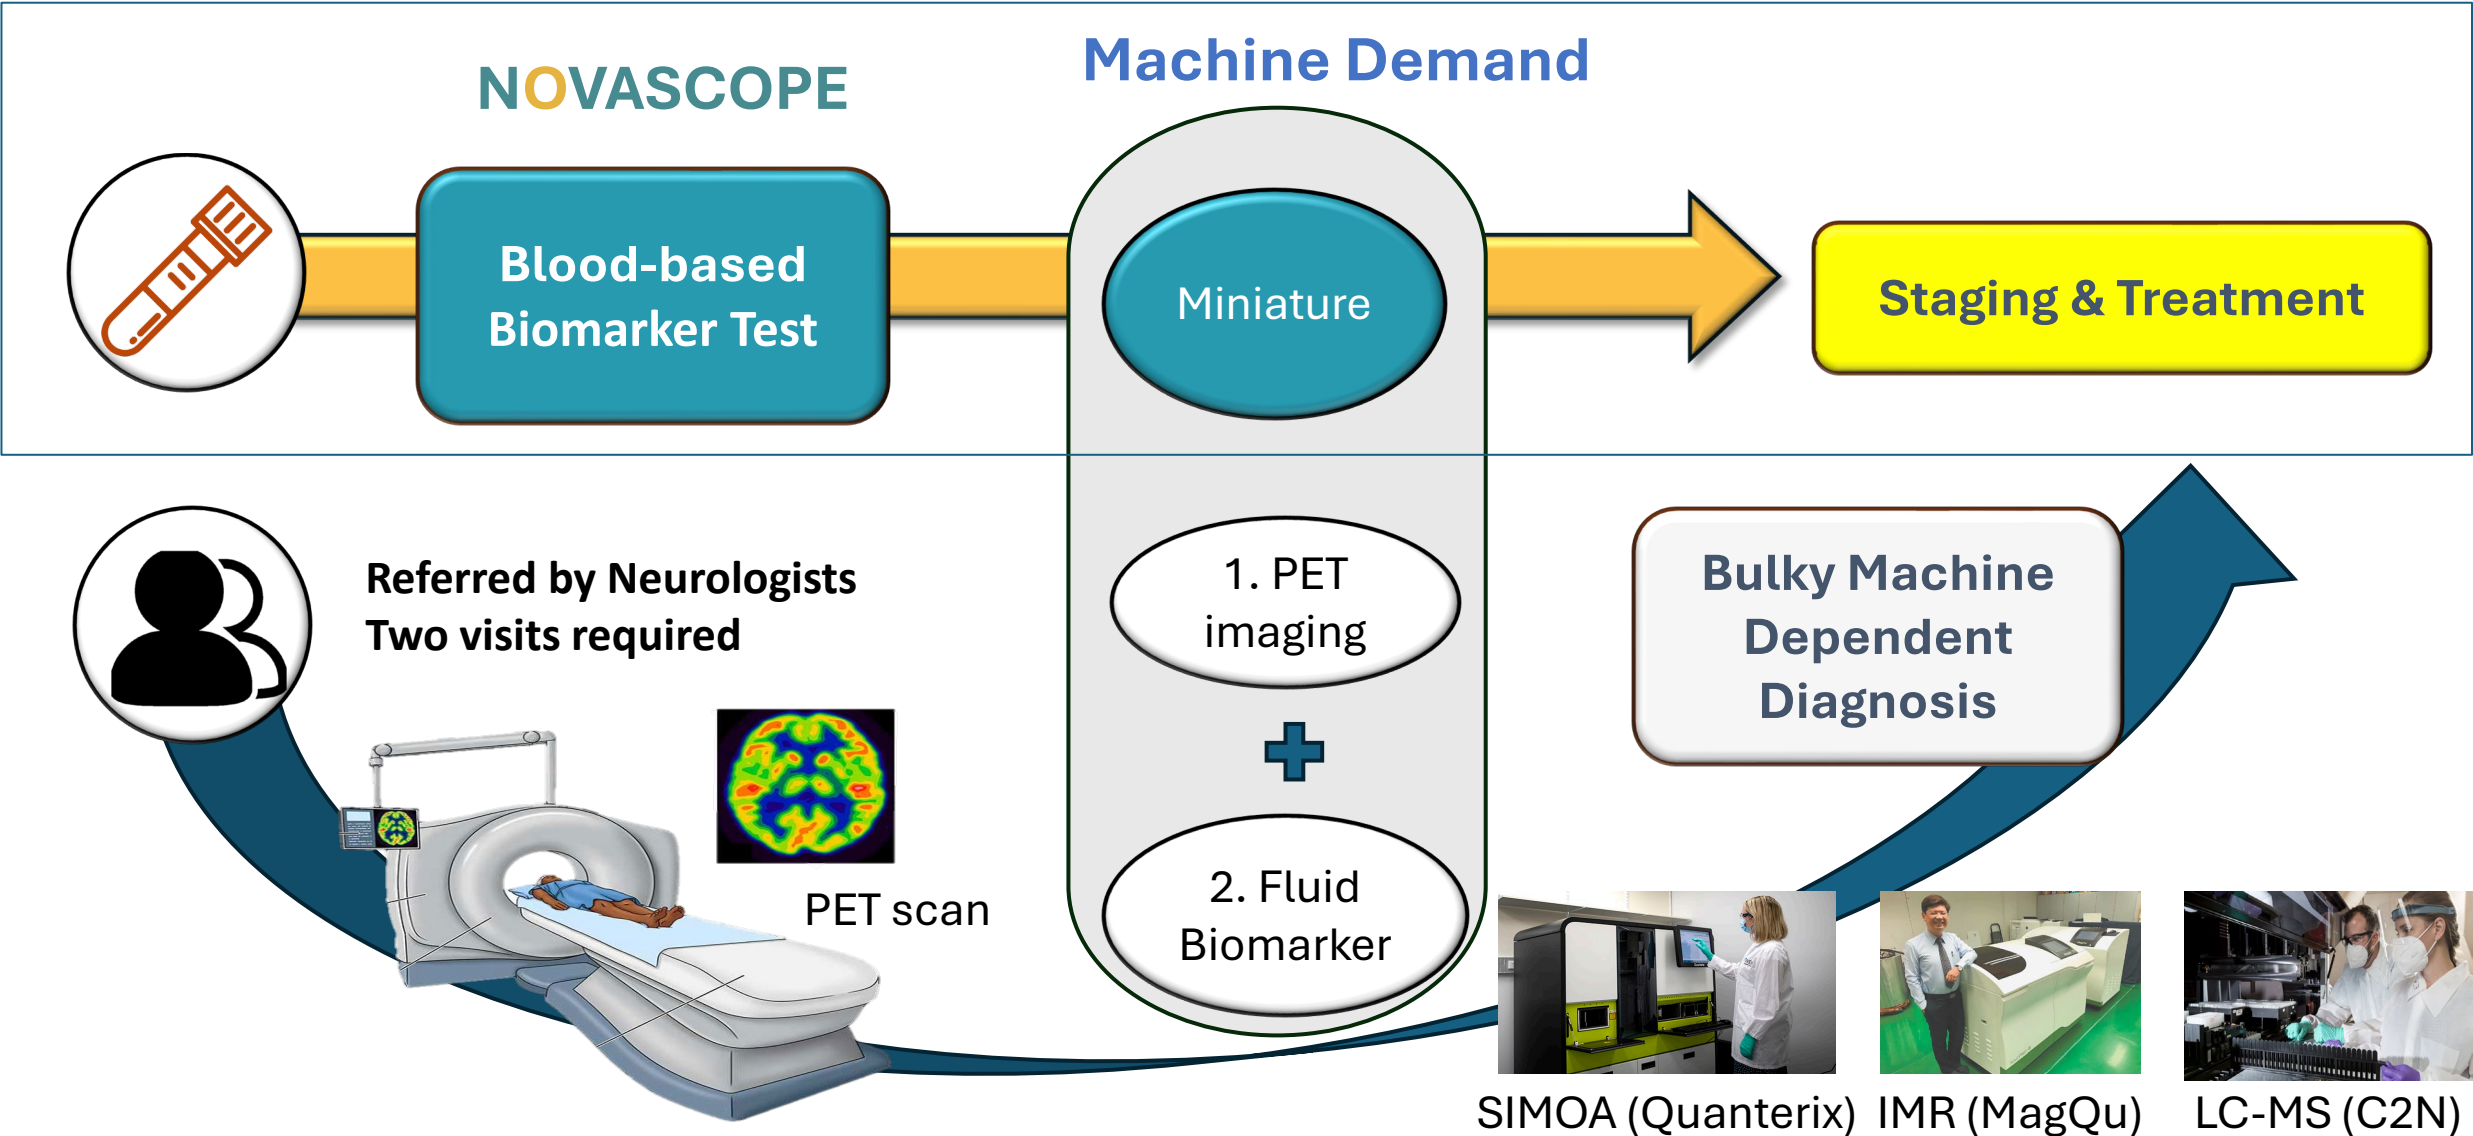 NOVASCOPE
Machine Demand
Blood-based
Biomarker Test
Miniature
Staging & Treatment
Referred by Neurologists
Two visits required
1. PET
imaging
Bulky Machine
Dependent
Diagnosis
PET scan
2. Fluid
Biomarker
SIMOA (Quanterix)
IMR (MagQu)
LC-MS (C2N)